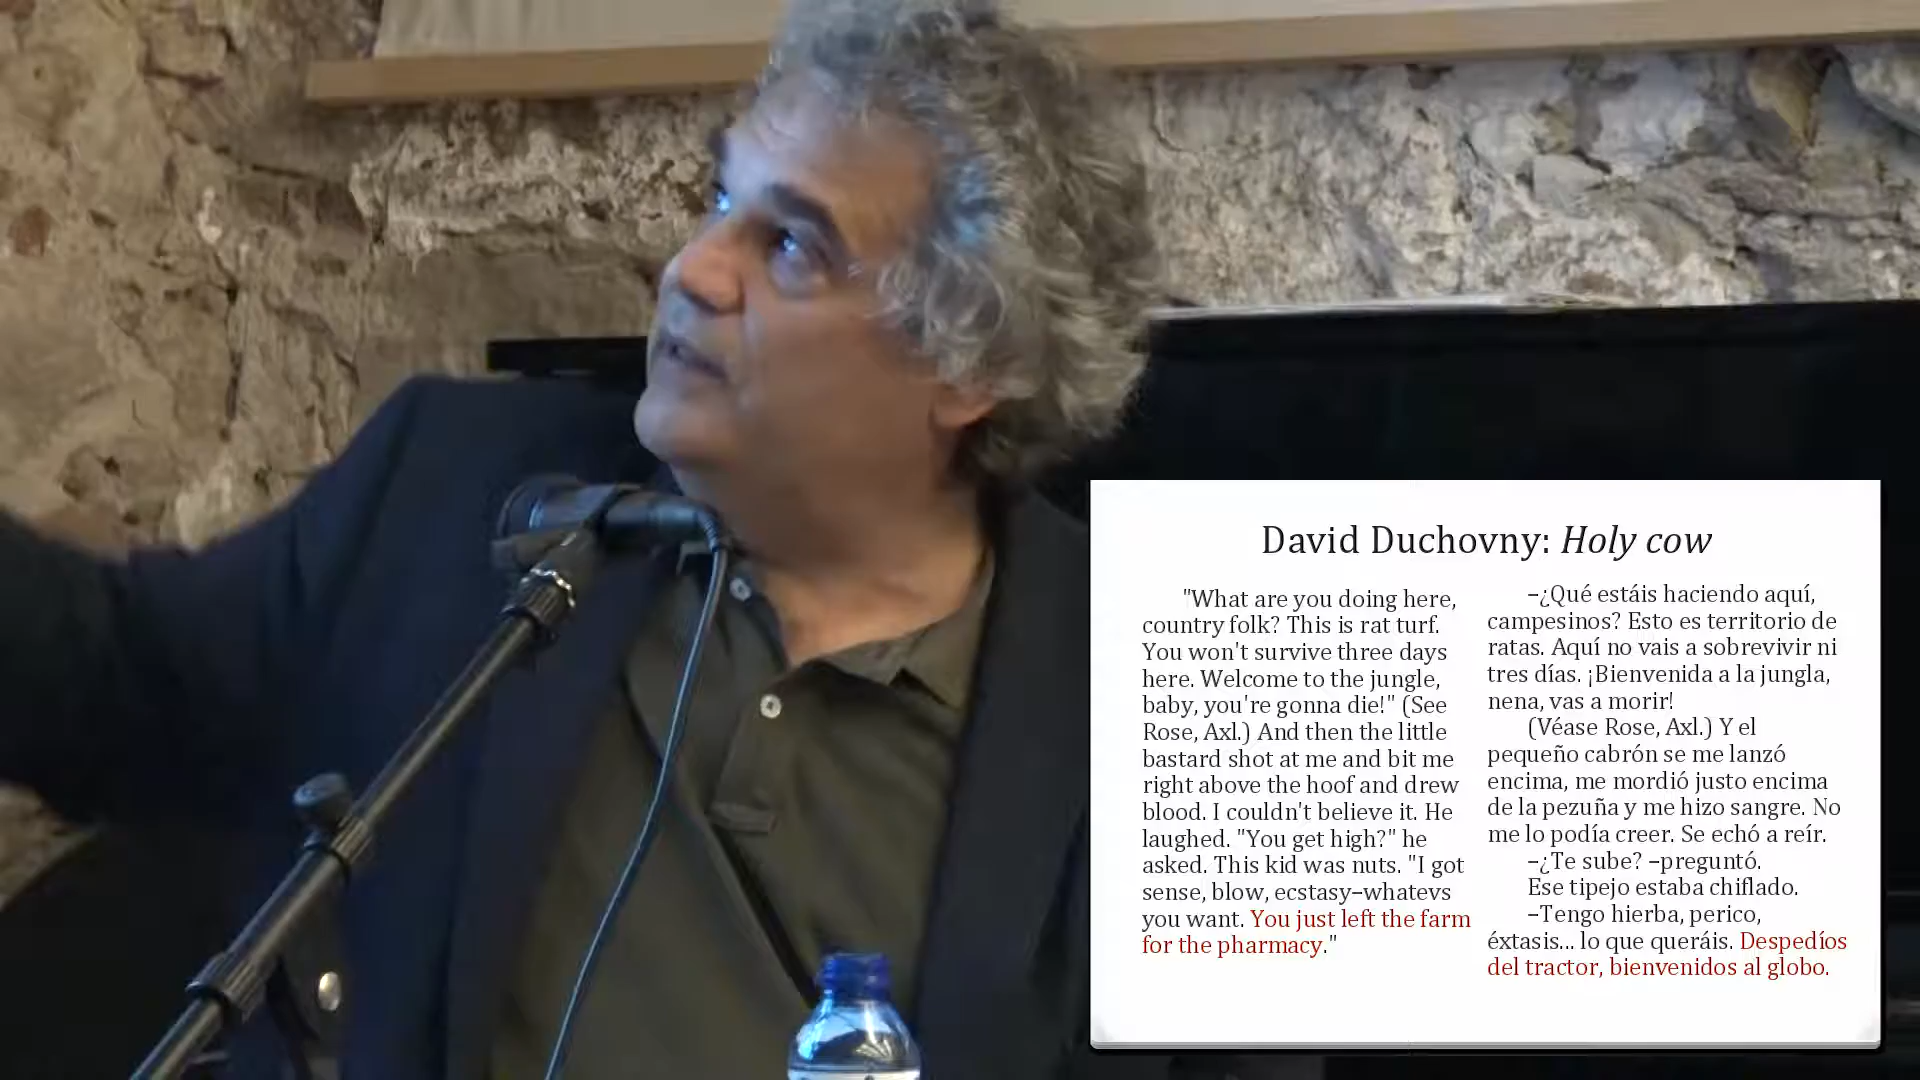 David Duchovny: Holy cow
"What are you doing here,
country folk? This is rat turf.
You won't survive three days
here. Welcome to the jungle,
baby, you're gonna die!" (See
Rose, Axl.) And then the little
bastard shot at me and bit me
right above the hoof and drew
blood. I couldn't believe it. He
laughed. "You get high?" he
asked. This kid was nuts. "I got
sense, blow, ecstasy–whatevs
you want. You just left the farm
for the pharmacy."
–¿Qué estáis haciendo aquí,
campesinos? Esto es territorio de
ratas. Aquí no vais a sobrevivir ni
tres días. ¡Bienvenida a la jungla,
nena, vas a morir!
(Véase Rose, Axl.) Y el
pequeño cabrón se me lanzó
encima, me mordió justo encima
de la pezuña y me hizo sangre. No
me lo podía creer. Se echó a reír.
–¿Te sube? –preguntó.
Ese tipejo estaba chiflado.
–Tengo hierba, perico,
éxtasis... lo que queráis. Despedíos
del tractor, bienvenidos al globo.